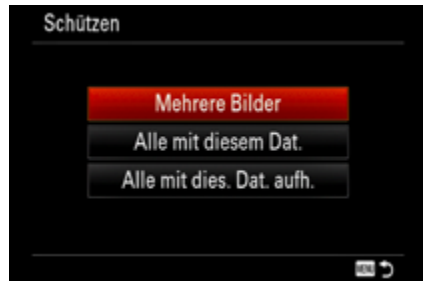 Schützen
Mehrere Bilder
Alle mit diesem Dat.
Alle mit dies. Dat. aufh.
MENU